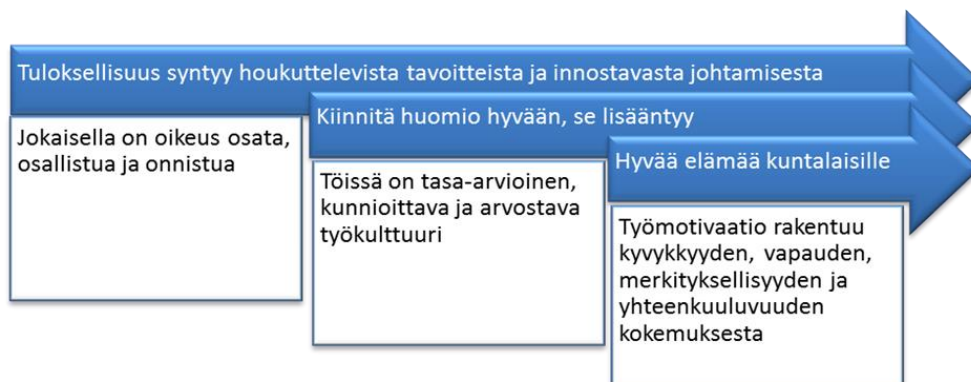 Tuloksellisuus syntyy houkuttelevista tavoitteista ja innostavasta johtamisesta
Jokaisella on oikeus osata,
osallistua ja onnistua
Kiinnitä huomio hyvään, se lisääntyy
Töissä on tasa-arvioinen,
kunnioittava ja arvostava
työkulttuuri
Hyvää elämää kuntalaisille
Työmotivaatio rakentuu
kyvykkyyden, vapauden,
merkityksellisyyden ja
yhteenkuuluvuuden
kokemuksesta